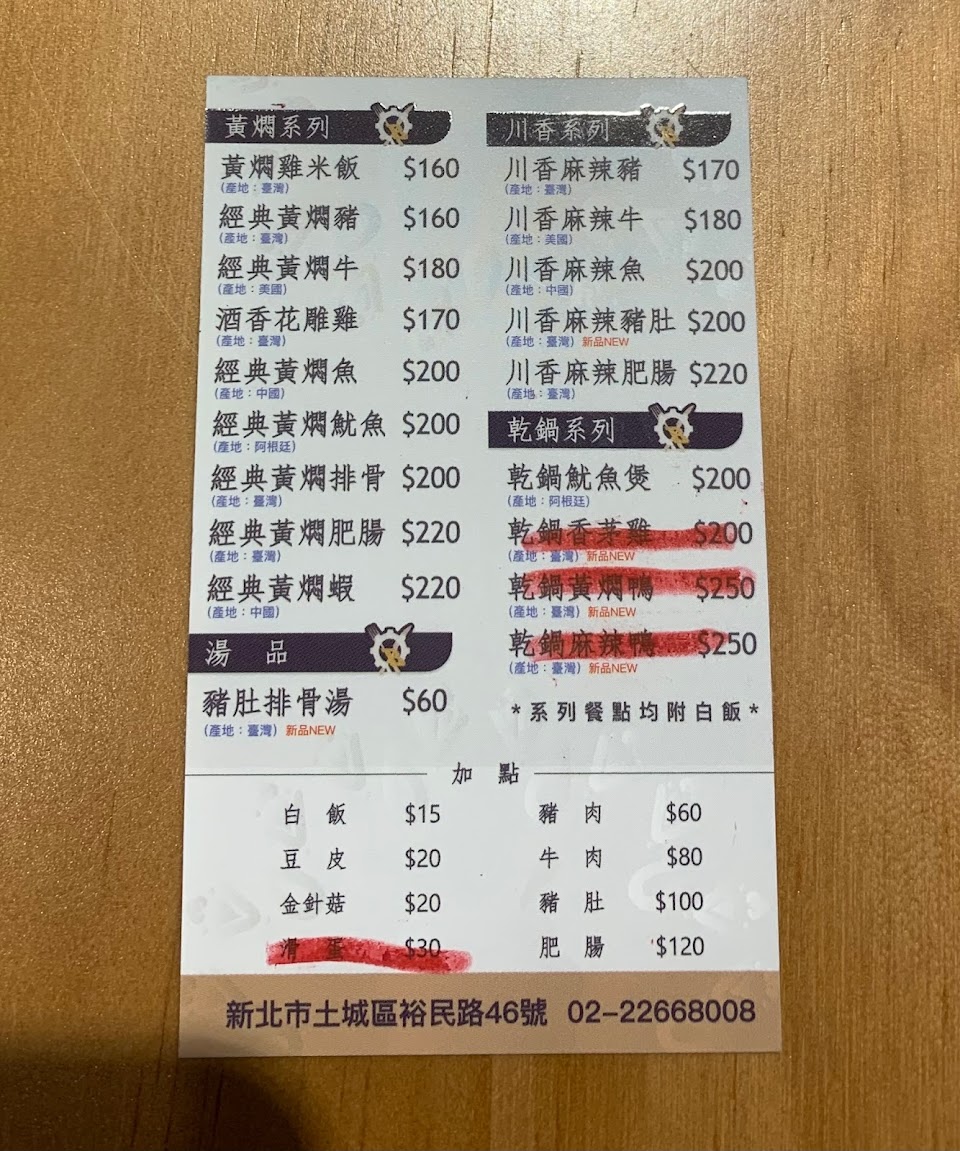 黃燜系列
黃燜雞米飯 $160
(產地：臺灣)
經典黃燜豬 $160
(產地：臺灣)
經典黃燜牛 $180
(產地：美國)
酒香花雕雞 $170
(產地：臺灣)
經典黃燜魚 $200
(產地：中國)
經典黃燜魷魚 $200
(產地：阿根廷)
經典黃燜排骨 $200
(產地：臺灣)
經典黃燜肥腸 $220
(產地：臺灣)
經典黃燜蝦 $220
(產地：中國)
湯 品
豬肚排骨湯 $60
(產地：臺灣) 新品NEW
川香系列
川香麻辣豬 $170
(產地：臺灣)
川香麻辣牛 $180
(產地：美國)
川香麻辣魚 $200
(產地：中國)
川香麻辣豬肚 $200
(產地：臺灣) 新品NEW
川香麻辣肥腸 $220
(產地：臺灣)
乾鍋系列
乾鍋魷魚煲 $200
(產地：阿根廷)
乾鍋香茅雞 $200
(產地：臺灣) 新品NEW
乾鍋黃燜鴨 $250
(產地：臺灣) 新品NEW
乾鍋麻辣鴨 $250
(產地：臺灣) 新品NEW
*系列餐點均附白飯*
加 點
白 飯 $15
豆 皮 $20
金針菇 $20
滑 蛋 $30
豬 肉 $60
牛 肉 $80
豬 肚 $100
肥 腸 $120
新北市土城區裕民路46號 02-22668008